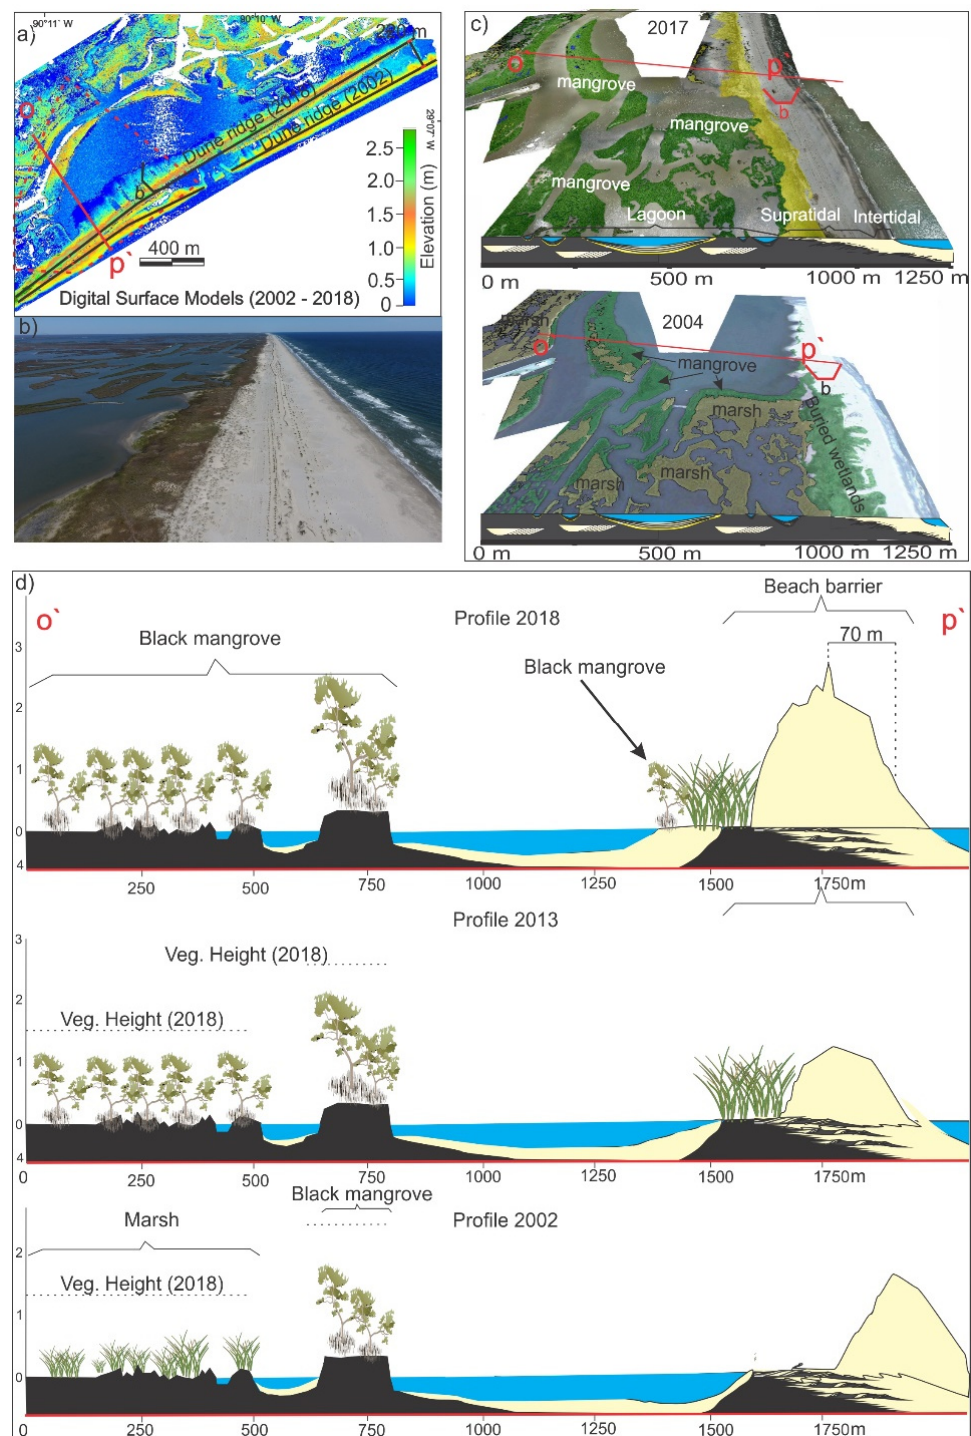 a)
90°11' W
90°10' W
29°07' W
o
p`
b
Dune ridge (2018)
Dune ridge (2002)
400 m
Elevation (m)
2.5
2.0
1.5
1.0
0.5
0
Digital Surface Models (2002 - 2018)
b)
c)
2017
o
p`
b
mangrove
mangrove
mangrove
Lagoon
Supratidal
Intertidal
0 m
500 m
1000 m
1250 m
2004
Marsh
o
p`
b
mangrove
marsh
marsh
marsh
Buried wetlands
0 m
500 m
1000 m
1250 m
d)
o`
Profile 2018
Beach barrier
p`
70 m
Black mangrove
Black mangrove
3
2
1
0
4
250
500
750
1000
1250
1500
1750m
Profile 2013
Veg. Height (2018)
Veg. Height (2018)
3
2
1
0
4
0
250
500
750
1000
1250
1500
1750m
Black mangrove
Marsh
Profile 2002
Veg. Height (2018)
2
1
0
0
250
500
750
1000
1250
1500
1750m